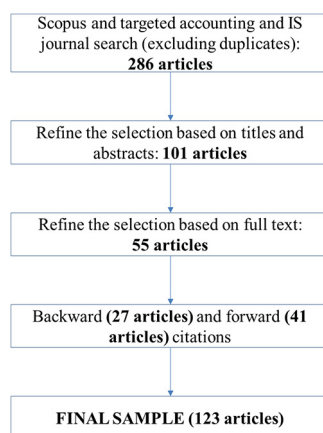 Scopus and targeted accounting and IS
journal search (excluding duplicates):
286 articles
Refine the selection based on titles and
abstracts: 101 articles
Refine the selection based on full text:
55 articles
Backward (27 articles) and forward (41
articles) citations
FINAL SAMPLE (123 articles)